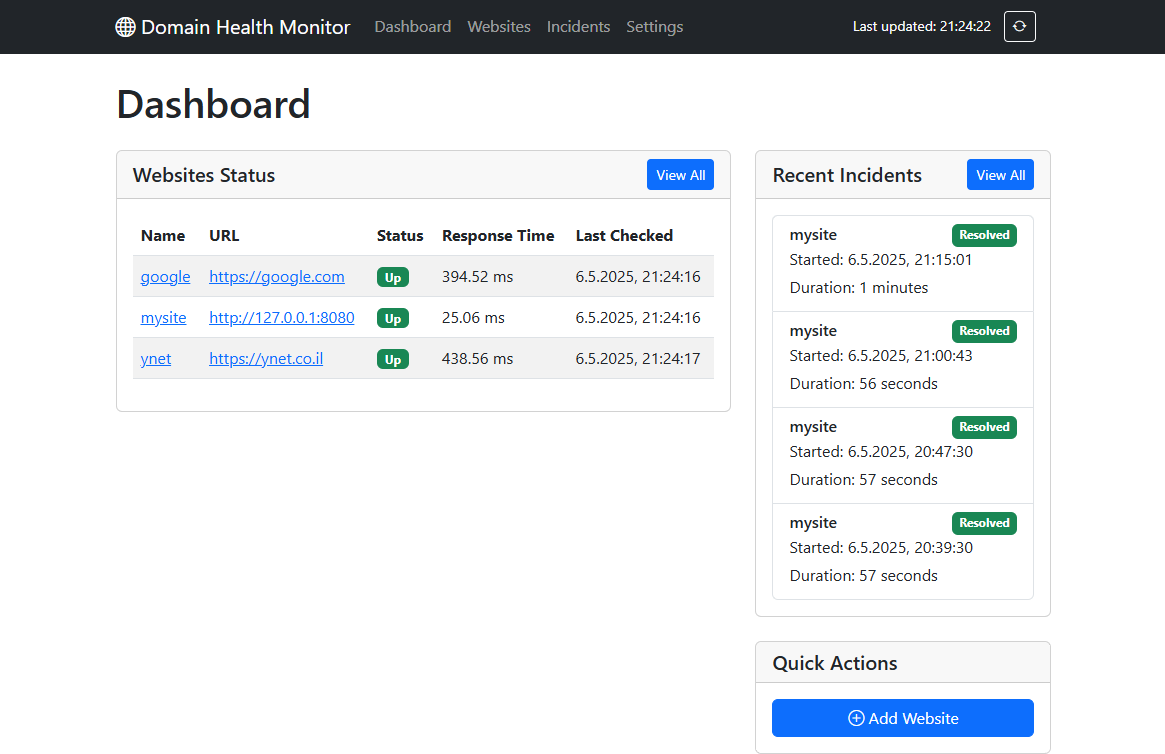 Domain Health Monitor Dashboard Websites Incidents Settings Last updated: 21:24:22
Dashboard
Websites Status View All
Name URL Status Response Time Last Checked
google https://google.com Up 394.52 ms 6.5.2025, 21:24:16
mysite http://127.0.0.1:8080 Up 25.06 ms 6.5.2025, 21:24:16
ynet https://ynet.co.il Up 438.56 ms 6.5.2025, 21:24:17
Recent Incidents View All
mysite Resolved
Started: 6.5.2025, 21:15:01
Duration: 1 minutes
mysite Resolved
Started: 6.5.2025, 21:00:43
Duration: 56 seconds
mysite Resolved
Started: 6.5.2025, 20:47:30
Duration: 57 seconds
mysite Resolved
Started: 6.5.2025, 20:39:30
Duration: 57 seconds
Quick Actions
Add Website